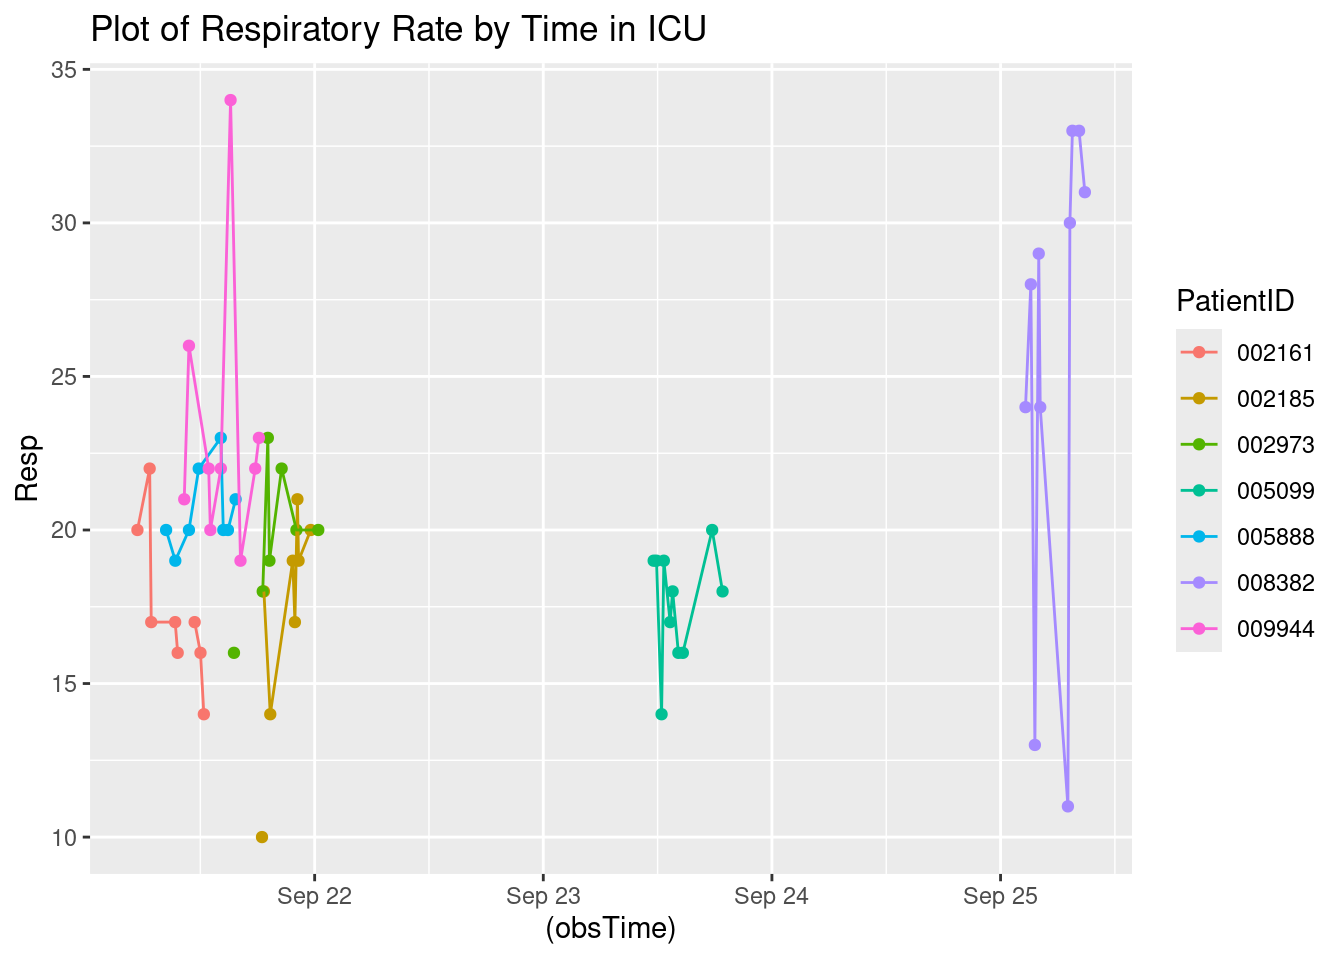 Plot of Respiratory Rate by Time in ICU
35
30
25
20
15
10
Resp
Sep 22
Sep 23
Sep 24
Sep 25
(obsTime)
PatientID
002161
002185
002973
005099
005888
008382
009944